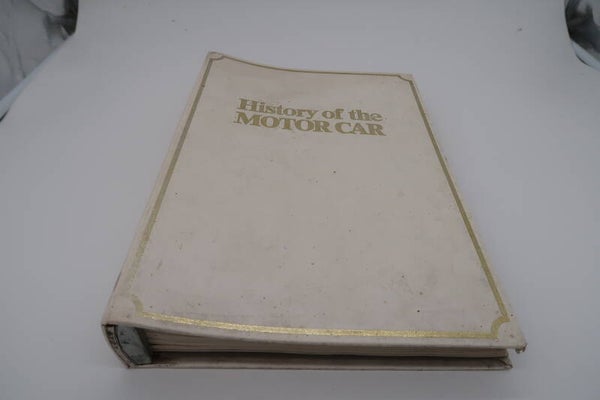 History of the
MOTOR CAR